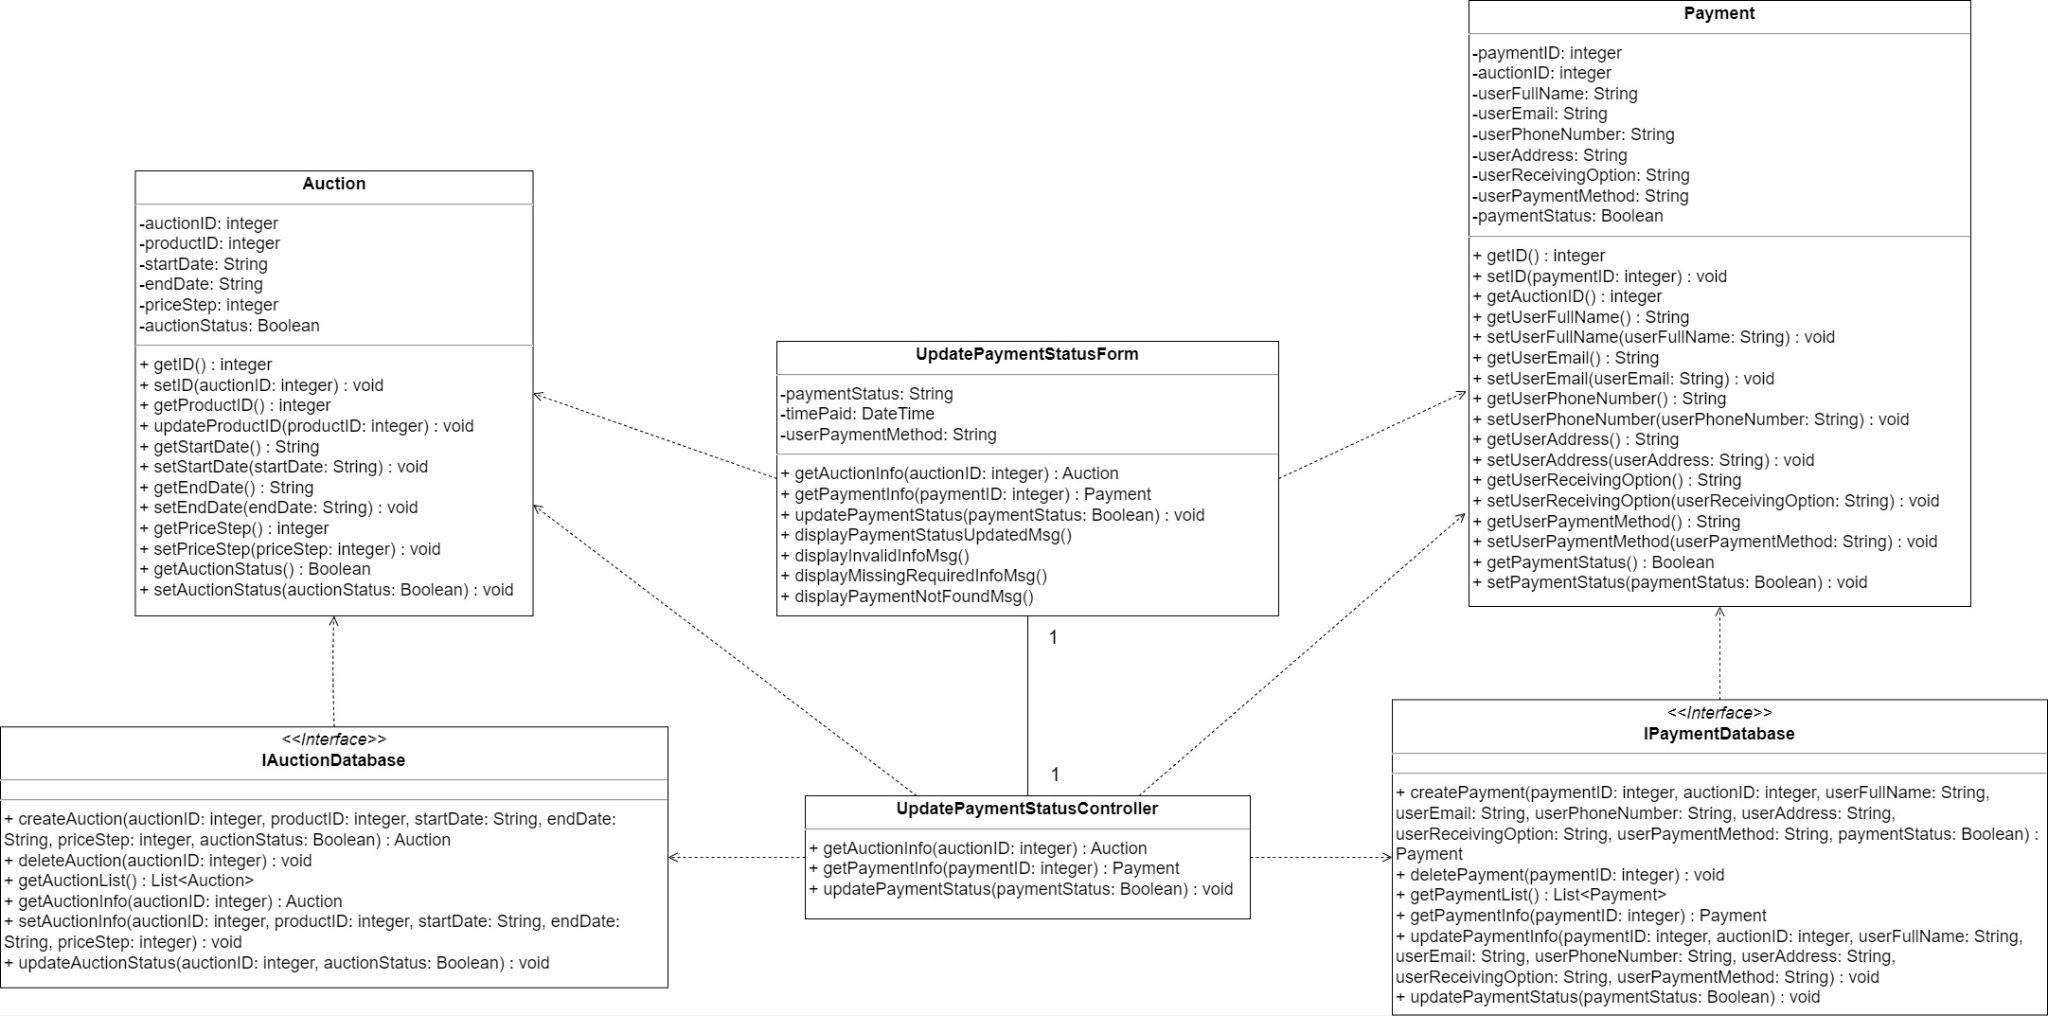 Payment
-paymentID: integer
-auctionID: integer
-userFullName: String
-userEmail: String
-userPhoneNumber: String
-userAddress: String
-userReceivingOption: String
-userPaymentMethod: String
-paymentStatus: Boolean
+ getID() : integer
+ setID(paymentID: integer) : void
+ getAuctionID() : integer
+ getUserFullName() : String
+ setUserFullName(userFullName: String) : void
+ getUserEmail() : String
+ setUserEmail(userEmail: String) : void
+ getUserPhoneNumber() : String
+ setUserPhoneNumber(userPhoneNumber: String) : void
+ getUserAddress() : String
+ setUserAddress(userAddress: String) : void
+ getUserReceivingOption() : String
+ setUserReceivingOption(userReceivingOption: String) : void
+ getUserPaymentMethod() : String
+ setUserPaymentMethod(userPaymentMethod: String) : void
+ getPaymentStatus() : Boolean
+ setPaymentStatus(paymentStatus: Boolean) : void
Auction
-auctionID: integer
-productID: integer
-startDate: String
-endDate: String
-priceStep: integer
-auctionStatus: Boolean
+ getID() : integer
+ setID(auctionID: integer) : void
+ getProductID() : integer
+ updateProductID(productID: integer) : void
+ getStartDate() : String
+ setStartDate(startDate: String) : void
+ getEndDate() : String
+ setEndDate(endDate: String) : void
+ getPriceStep() : integer
+ setPriceStep(priceStep: integer) : void
+ getAuctionStatus() : Boolean
+ setAuctionStatus(auctionStatus: Boolean) : void
UpdatePaymentStatusForm
-paymentStatus: String
-timePaid: DateTime
-userPaymentMethod: String
+ getAuctionInfo(auctionID: integer) : Auction
+ getPaymentInfo(paymentID: integer) : Payment
+ updatePaymentStatus(paymentStatus: Boolean) : void
+ displayPaymentStatusUpdatedMsg()
+ displayInvalidInfoMsg()
+ displayMissingRequiredInfoMsg()
+ displayPaymentNotFoundMsg()
1
1
<<Interface>>
IAuctionDatabase
+ createAuction(auctionID: integer, productID: integer, startDate: String, endDate:
String, priceStep: integer, auctionStatus: Boolean) : Auction
+ deleteAuction(auctionID: integer) : void
+ getAuctionList() : List<Auction>
+ getAuctionInfo(auctionID: integer) : Auction
+ setAuctionInfo(auctionID: integer, productID: integer, startDate: String, endDate:
String, priceStep: integer) : void
+ updateAuctionStatus(auctionID: integer, auctionStatus: Boolean) : void
UpdatePaymentStatusController
+ getAuctionInfo(auctionID: integer) : Auction
+ getPaymentInfo(paymentID: integer) : Payment
+ updatePaymentStatus(paymentStatus: Boolean) : void
<<Interface>>
IPaymentDatabase
+ createPayment(paymentID: integer, auctionID: integer, userFullName: String,
userEmail: String, userPhoneNumber: String, userAddress: String,
userReceivingOption: String, userPaymentMethod: String, paymentStatus: Boolean) :
Payment
+ deletePayment(paymentID: integer) : void
+ getPaymentList() : List<Payment>
+ getPaymentInfo(paymentID: integer) : Payment
+ updatePaymentInfo(paymentID: integer, auctionID: integer, userFullName: String,
userEmail: String, userPhoneNumber: String, userAddress: String,
userReceivingOption: String, userPaymentMethod: String) : void
+ updatePaymentStatus(paymentStatus: Boolean) : void